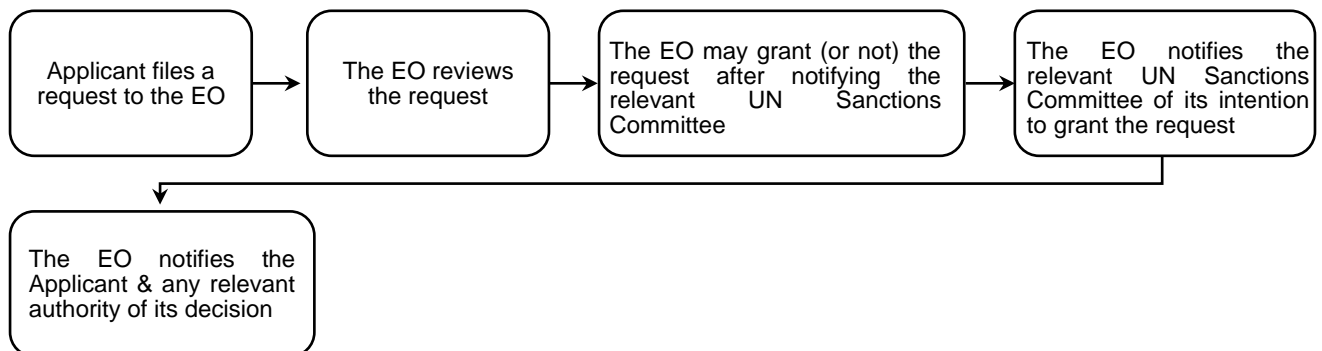 Applicant files a
request to the EO
The EO reviews
the request
The EO may grant (or not) the
request after notifying the
relevant UN Sanctions
Committee
The EO notifies the
relevant UN Sanctions
Committee of its intention
to grant the request
The EO notifies the
Applicant & any relevant
authority of its decision